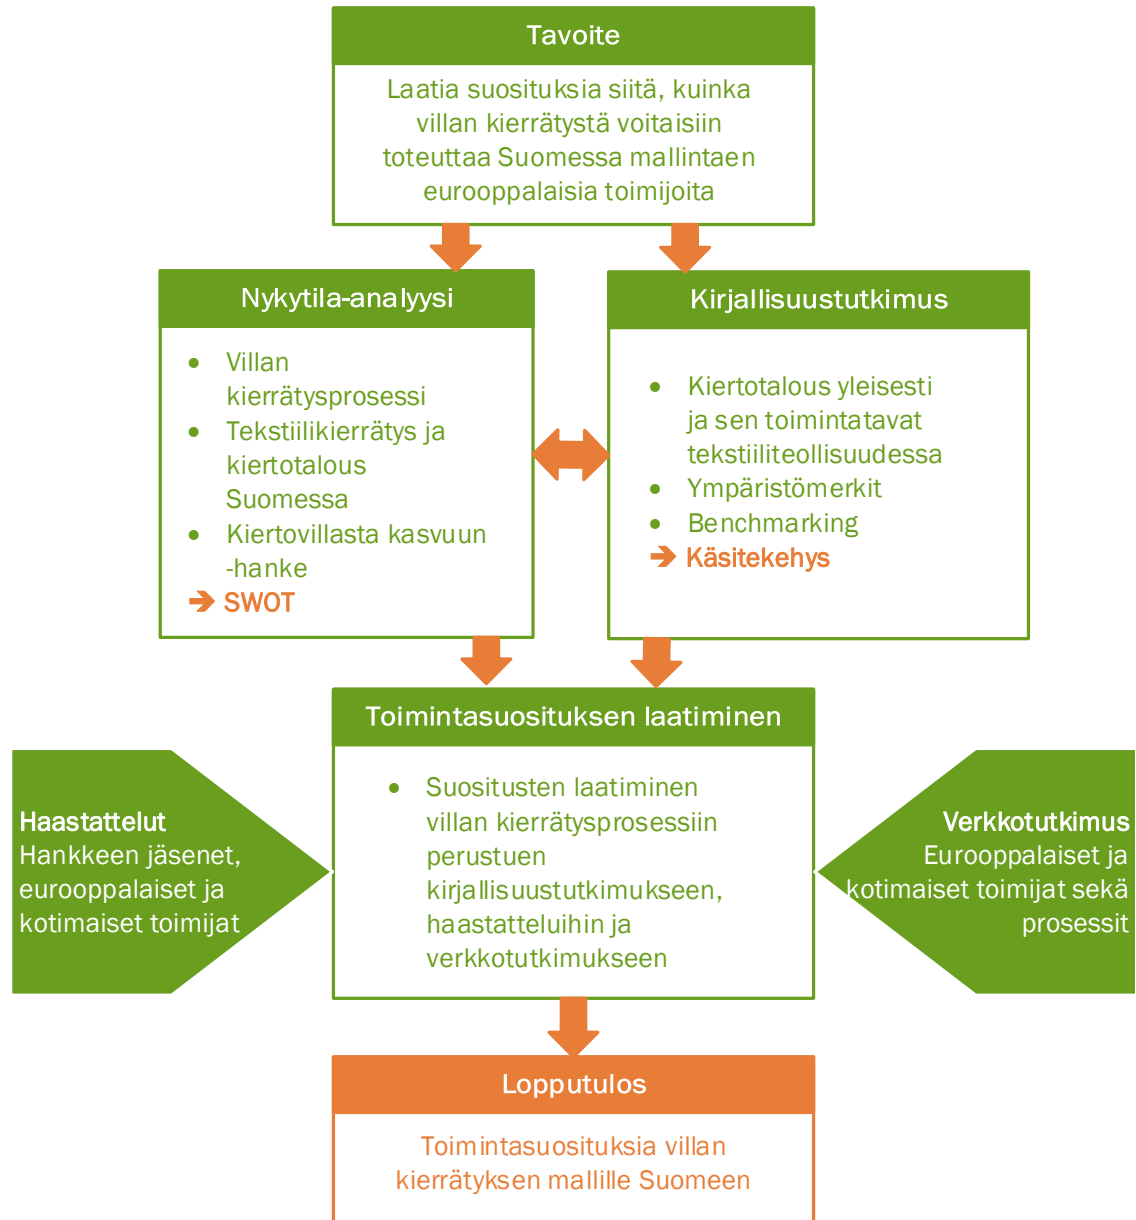 Tavoite
Laatia suosituksia siitä, kuinka
villan kierrätystä voitaisiin
toteuttaa Suomessa mallintaen
eurooppalaisia toimijoita
Nykytila-analyysi
• Villan
kierrätysprosessi
• Tekstiilikierrätys ja
kiertotalous
Suomessa
• Kiertovillasta kasvuun
-hanke
➔ SWOT
Kirjallisuustutkimus
• Kiertotalous yleisesti
ja sen toimintatavat
tekstiiliteollisuudessa
• Ympäristömerkit
• Benchmarking
➔ Käsitekehys
Toimintasuosituksen laatiminen
• Suositusten laatiminen
villan kierrätysprosessiin
perustuen
kirjallisuustutkimukseen,
haastatteluihin ja
verkkotutkimukseen
Haastattelut
Hankkeen jäsenet,
eurooppalaiset ja
kotimaiset toimijat
Verkkotutkimus
Eurooppalaiset ja
kotimaiset toimijat sekä
prosessit
Lopputulos
Toimintasuosituksia villan
kierrätyksen mallille Suomeen